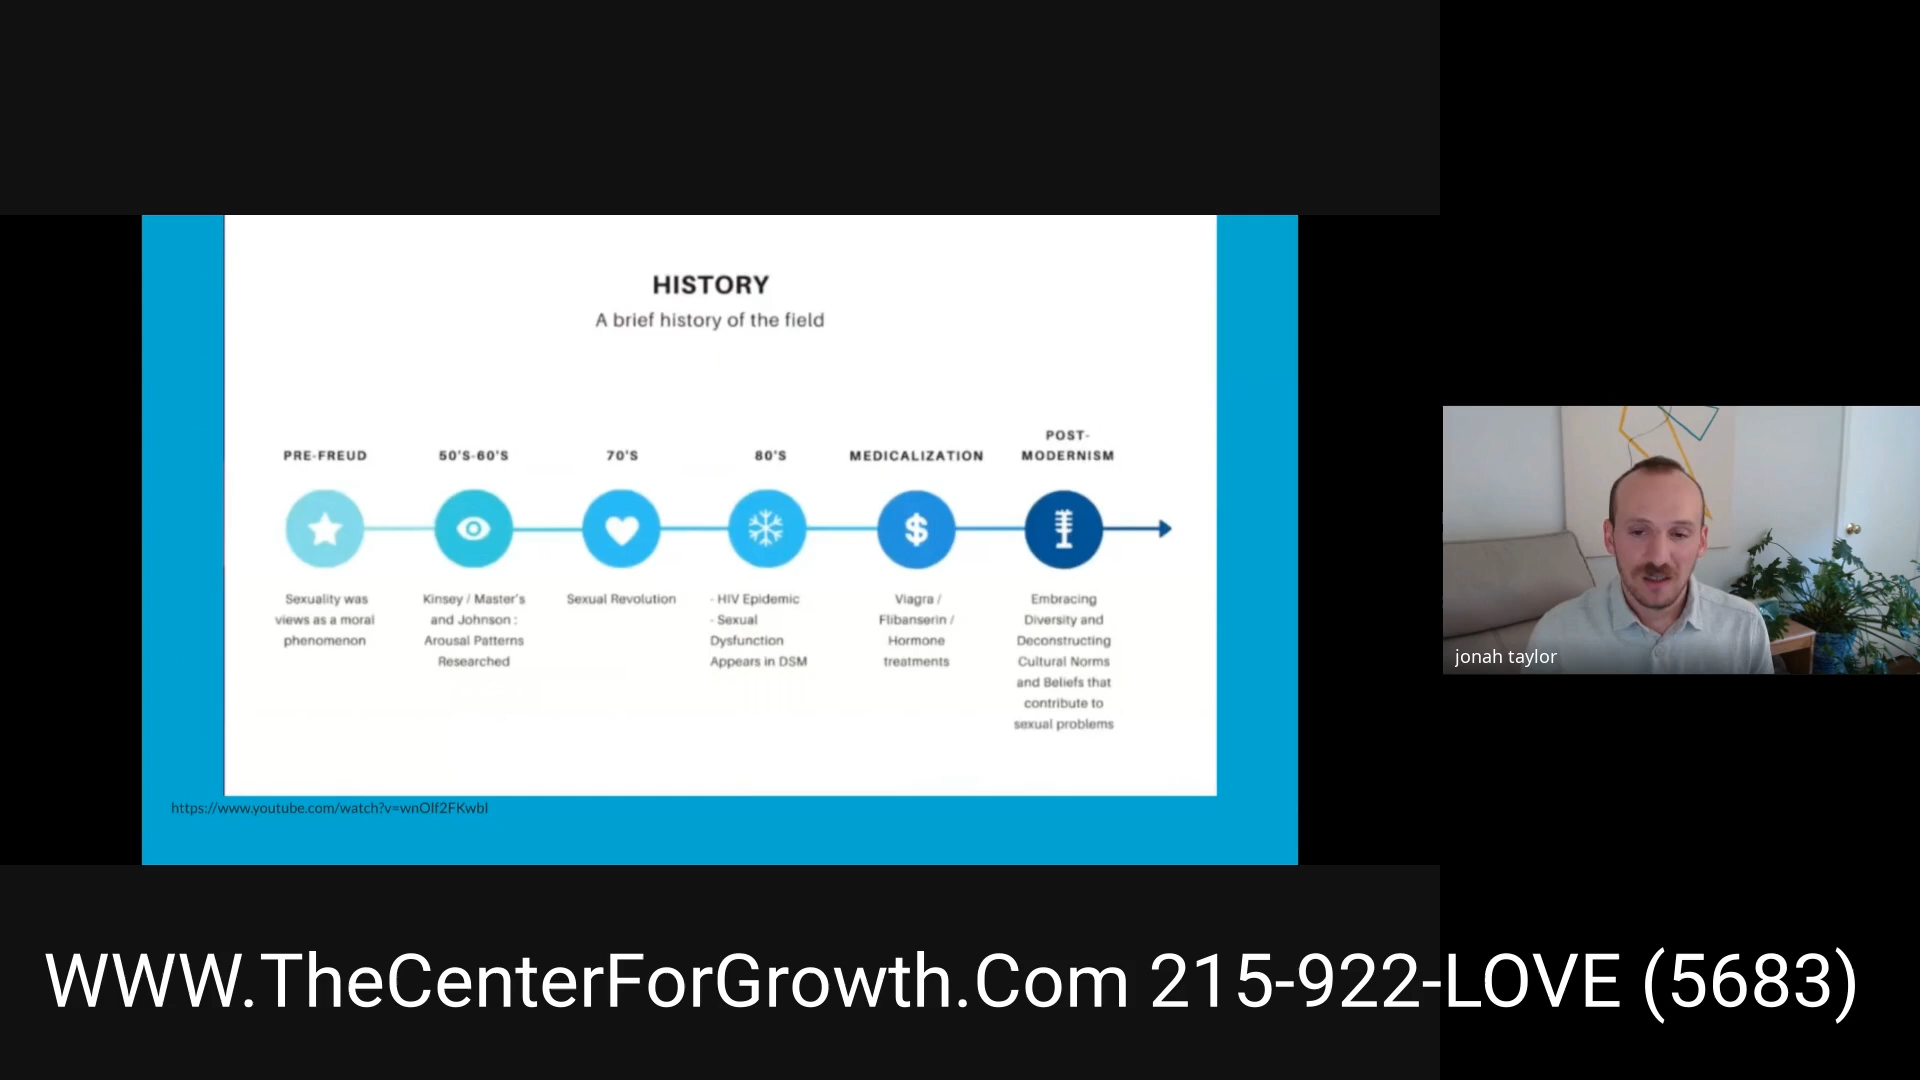 HISTORY
A brief history of the field
PRE-FREUD
Sexuality was
views as a moral
phenomenon
50'S-60'S
Kinsey / Master's
and Johnson :
Arousal Patterns
Researched
70'S
Sexual Revolution
80'S
- HIV Epidemic
- Sexual
Dysfunction
Appears in DSM
MEDICALIZATION
$
Viagra /
Flibanserin /
Hormone
treatments
POST-
MODERNISM
Embracing
Diversity and
Deconstructing
Cultural Norms
and Beliefs that
contribute to
sexual problems
https://www.youtube.com/watch?v=wnOlf2FKwbI
jonah taylor
WWW.TheCenterForGrowth.Com 215-922-LOVE (5683)